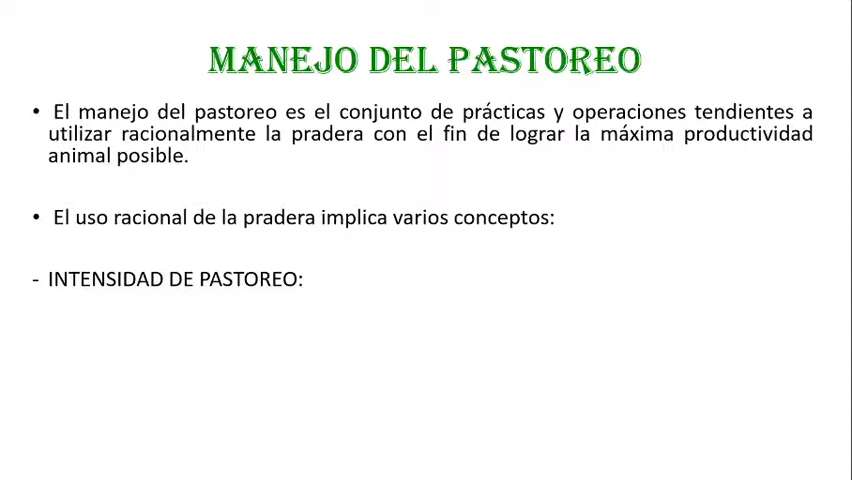 MANEJO DEL PASTOREO
• El manejo del pastoreo es el conjunto de prácticas y operaciones tendientes a
utilizar racionalmente la pradera con el fin de lograr la máxima productividad
animal posible.
• El uso racional de la pradera implica varios conceptos:
- INTENSIDAD DE PASTOREO: